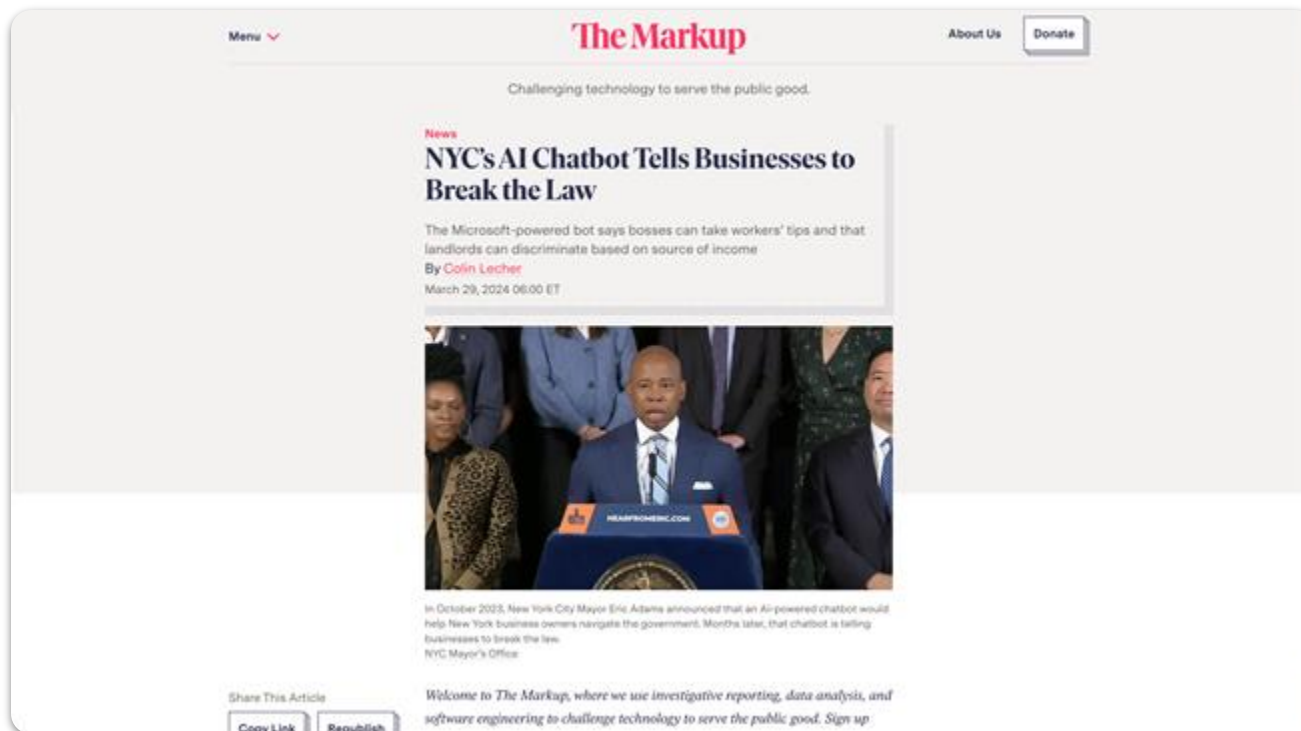 Menu
The Markup
About Us
Donate
Challenging technology to serve the public good.
News
NYC's AI Chatbot Tells Businesses to
Break the Law
The Microsoft-powered bot says bosses can take workers' tips and that
landlords can discriminate based on source of income
By Colin Lecher
March 29, 2024 06:00 ET
HEARFROMERIC.COM
In October 2023, New York City Mayor Eric Adams announced that an AI-powered chatbot would
help New York business owners navigate the government. Months later, that chatbot is telling
businesses to break the law.
NYC Mayor's Office
Share This Article
Copy Link
Republish
Welcome to The Markup, where we use investigative reporting, data analysis, and
software engineering to challenge technology to serve the public good. Sign up